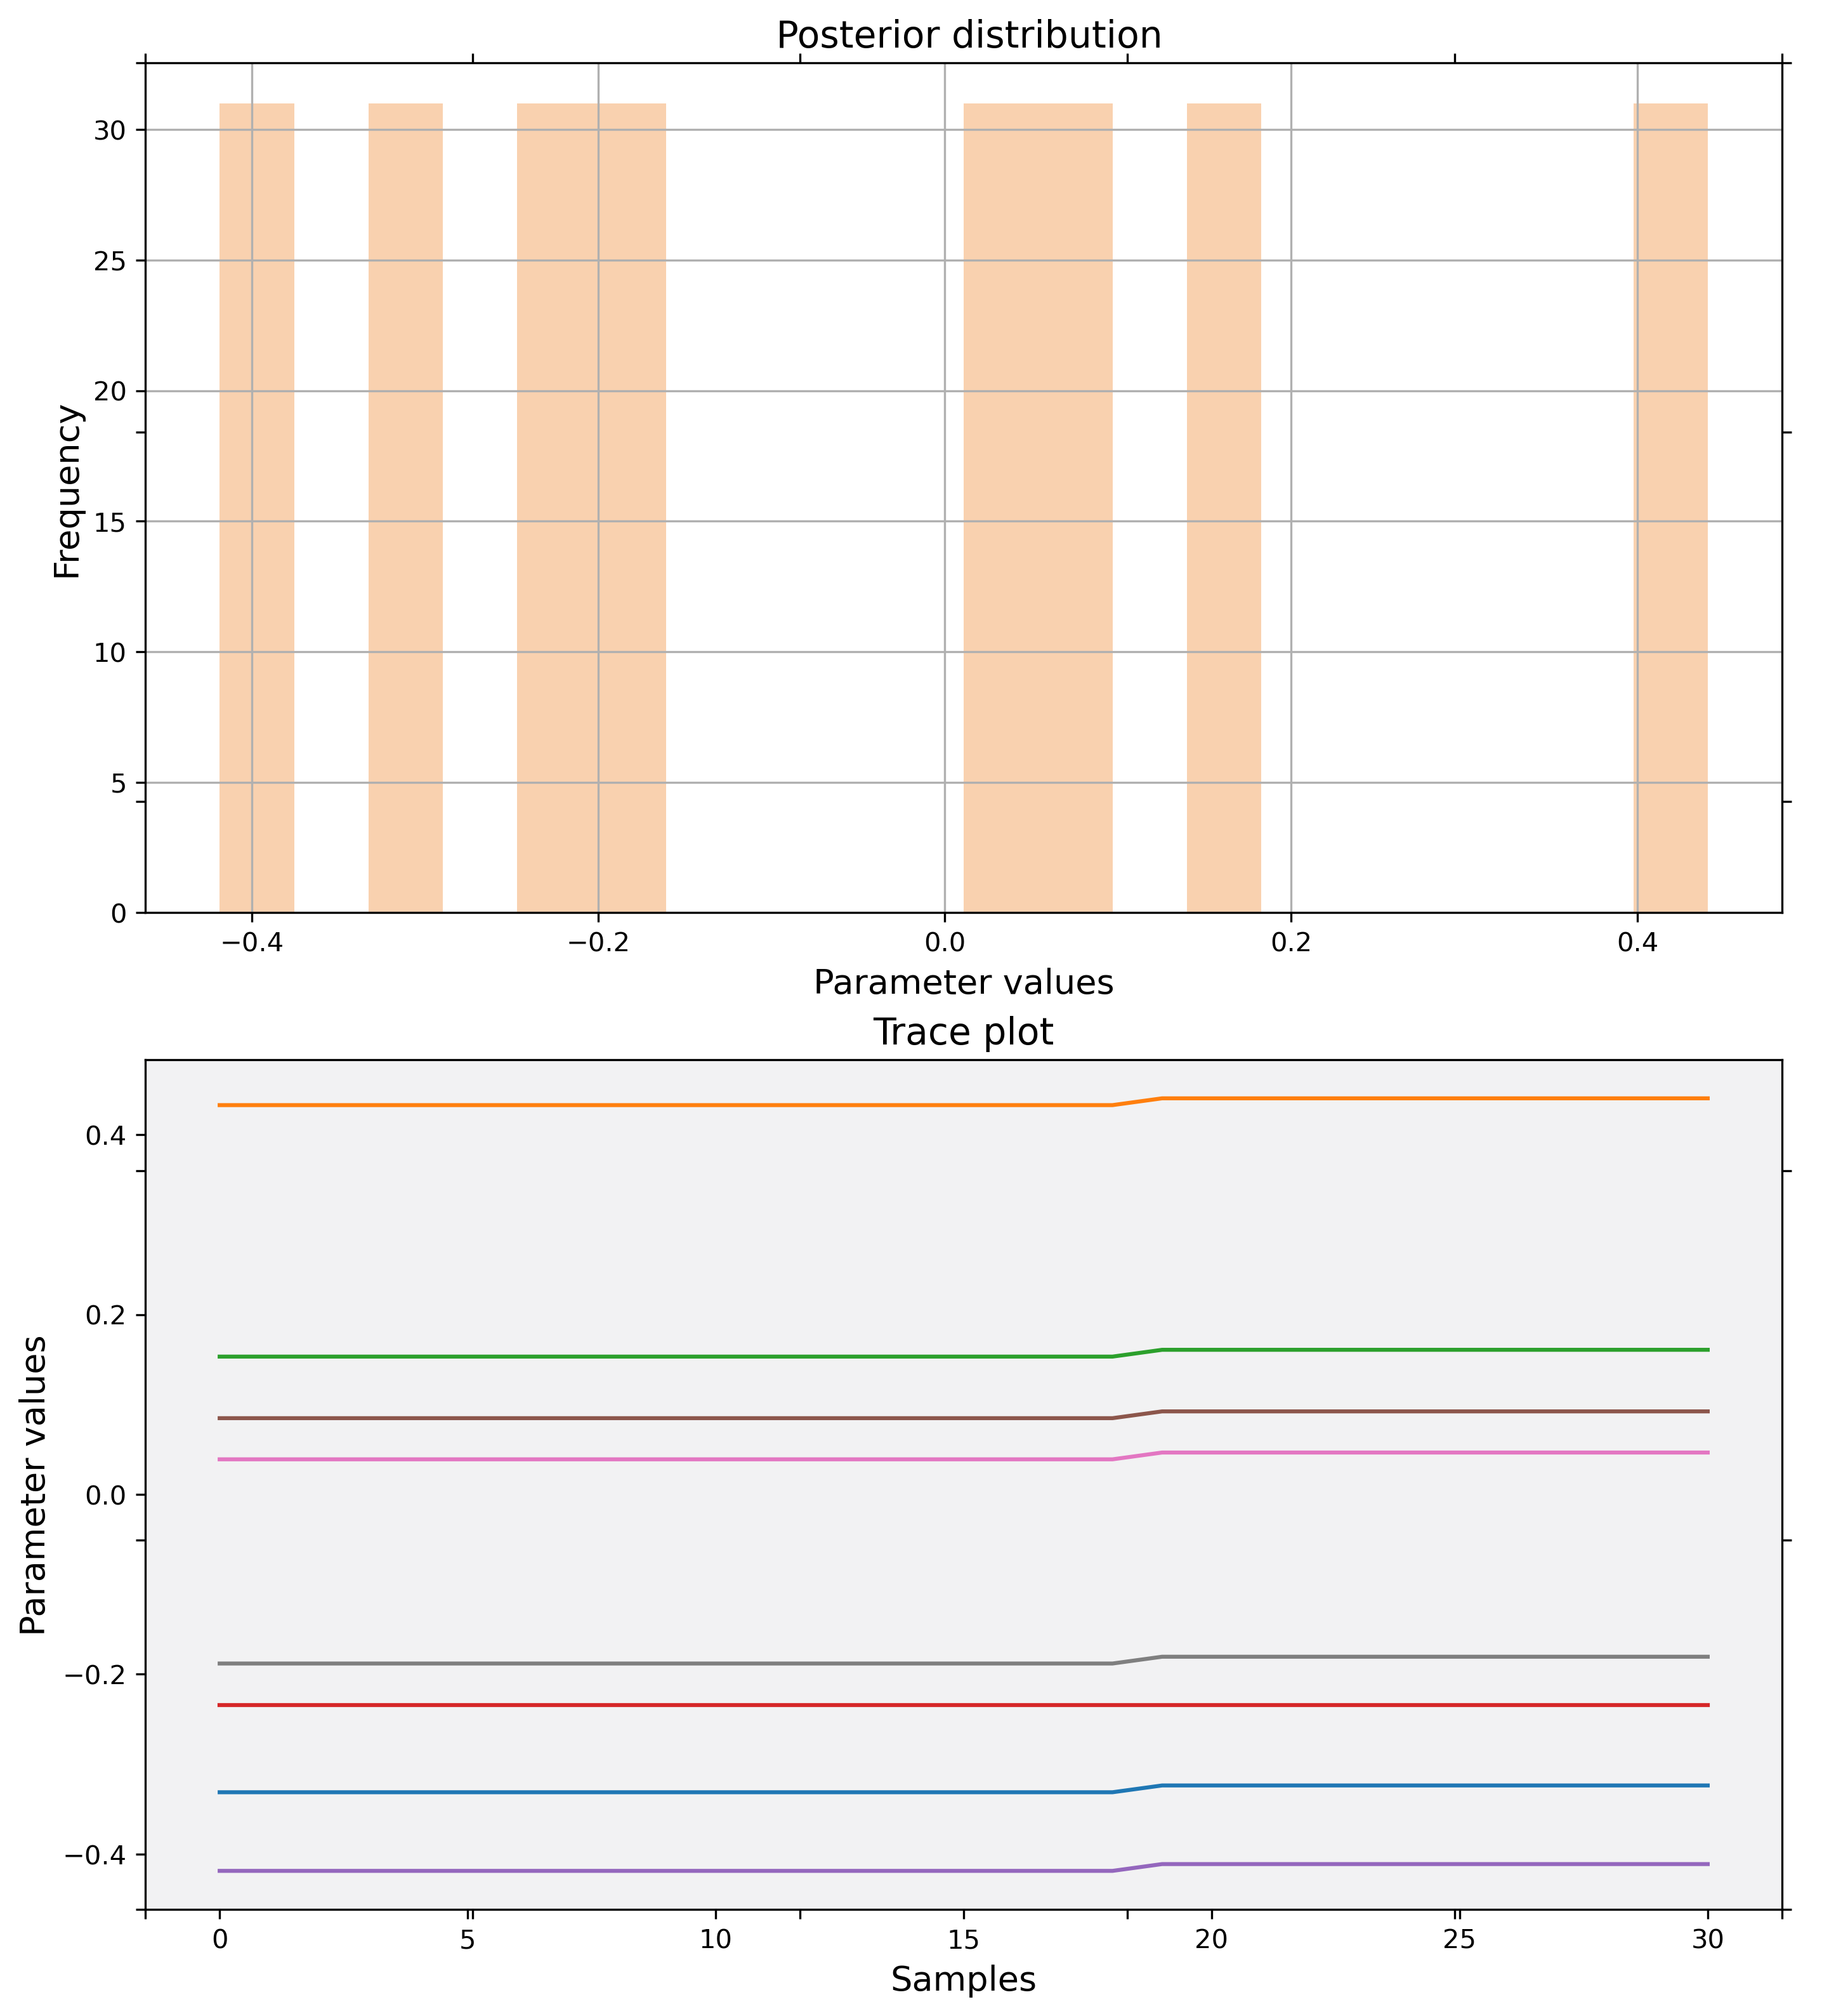 Posterior distribution
30
25
20
15
10
5
0
Frequency
−0.4 −0.2 0.0 0.2 0.4
Parameter values
Trace plot
0.4
0.2
0.0
−0.2
−0.4
Parameter values
0 5 10 15 20 25 30
Samples